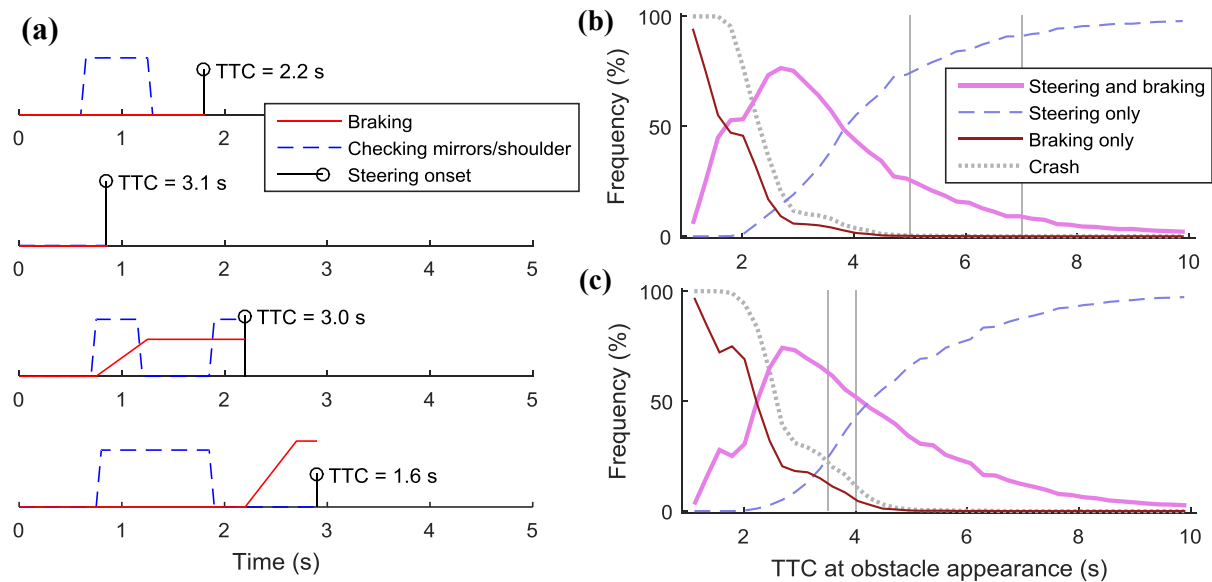 (a)
TTC = 2.2 s
0 1 2
Braking
Checking mirrors/shoulder
Steering onset
TTC = 3.1 s
0 1 2 3 4 5
TTC = 3.0 s
0 1 2 3 4 5
TTC = 1.6 s
0 1 2 3 4 5
Time (s)
(b)
Frequency (%)
100
50
0
Steering and braking
Steering only
Braking only
Crash
2 4 6 8 10
(c)
Frequency (%)
100
50
0
2 4 6 8 10
TTC at obstacle appearance (s)